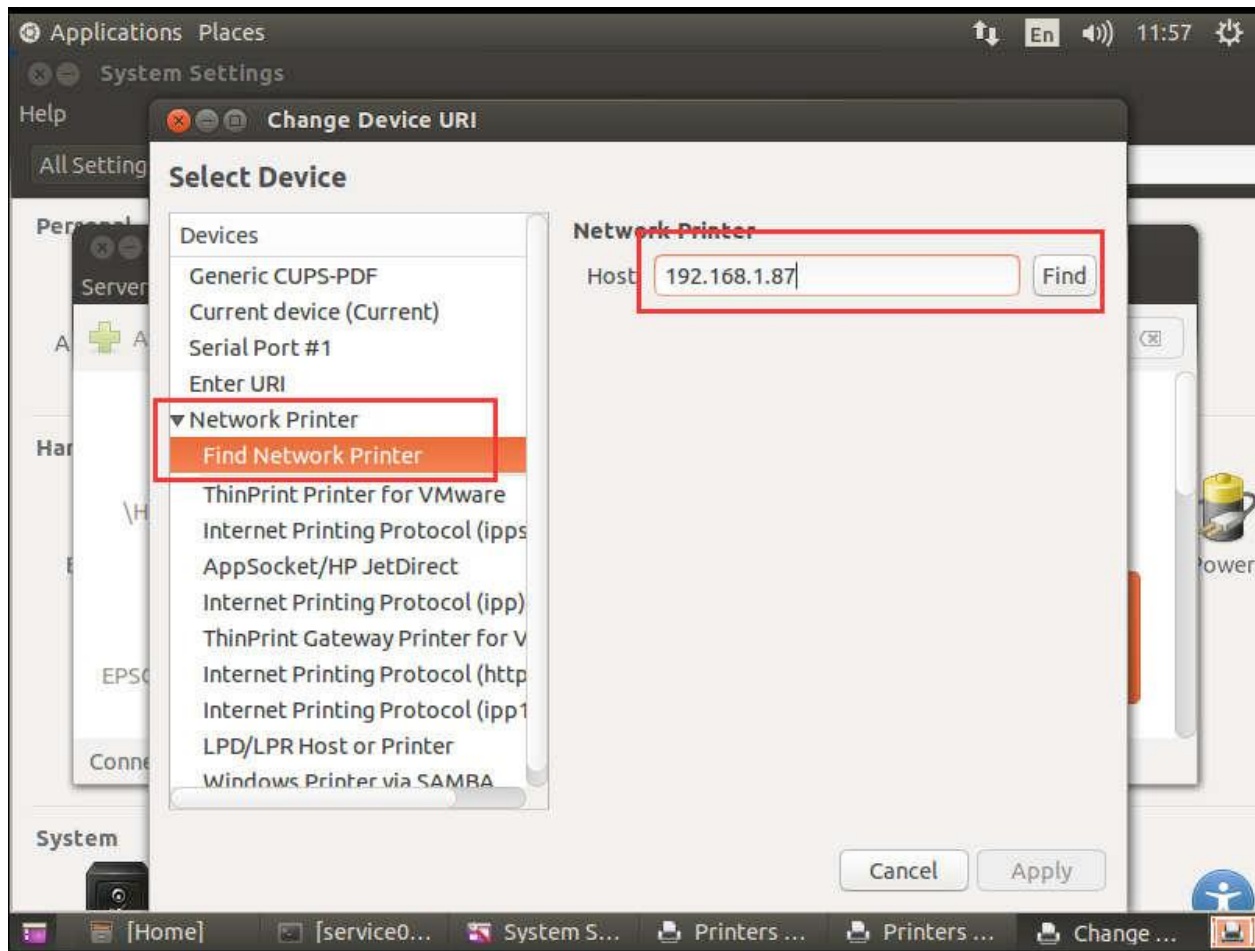 Applications Places En 11:57
System Settings
Help
Change Device URI
All Setting
Select Device
Personal
Devices
Network Printer
Generic CUPS-PDF
Host 192.168.1.87 Find
Server
Current device (Current)
A
A
Serial Port #1
Enter URI
Network Printer
Har
Find Network Printer
ThinPrint Printer for VMware
\H
Internet Printing Protocol (ipps
AppSocket/HP JetDirect
ower
Internet Printing Protocol (ipp)
ThinPrint Gateway Printer for V
EPSO
Internet Printing Protocol (http
Internet Printing Protocol (ipp1
LPD/LPR Host or Printer
Conne
Windows Printer via SAMBA
System
Cancel Apply
[Home] [service0... System S... Printers ... Printers ... Change ...